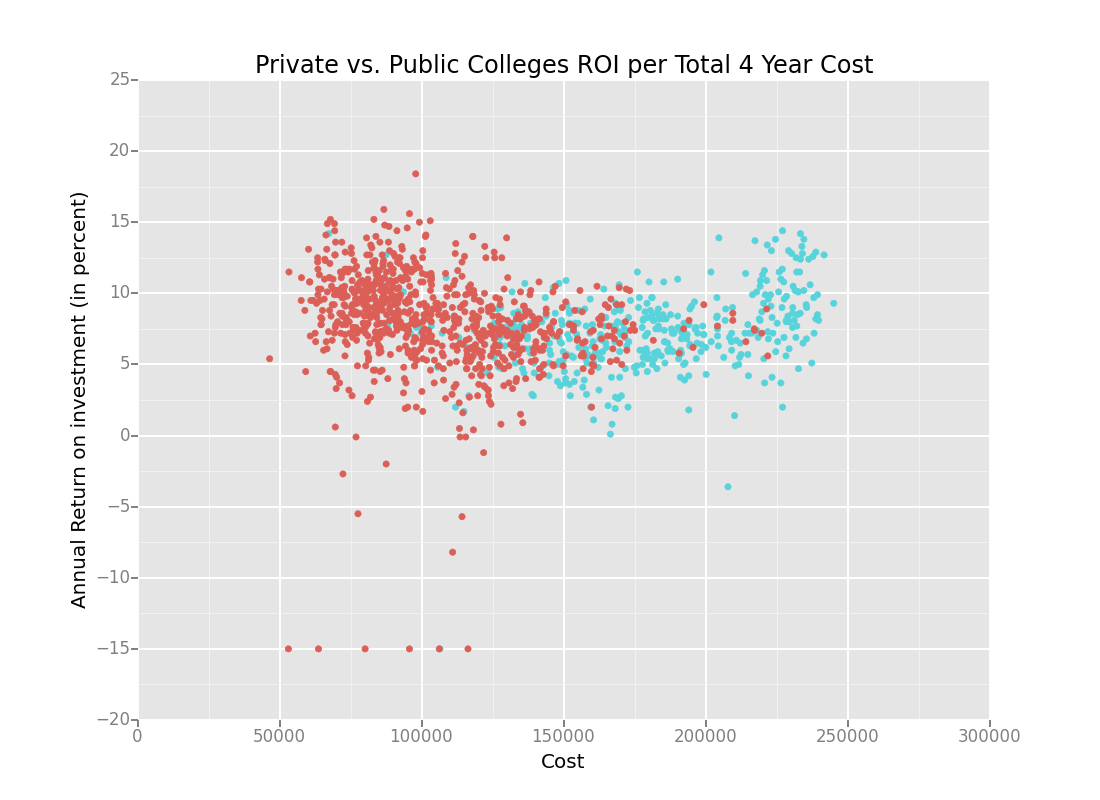 Private vs. Public Colleges ROI per Total 4 Year Cost
Annual Return on investment (in percent)
25
20
15
10
5
0
−5
−10
−15
−20
0 50000 100000 150000 200000 250000 300000
Cost